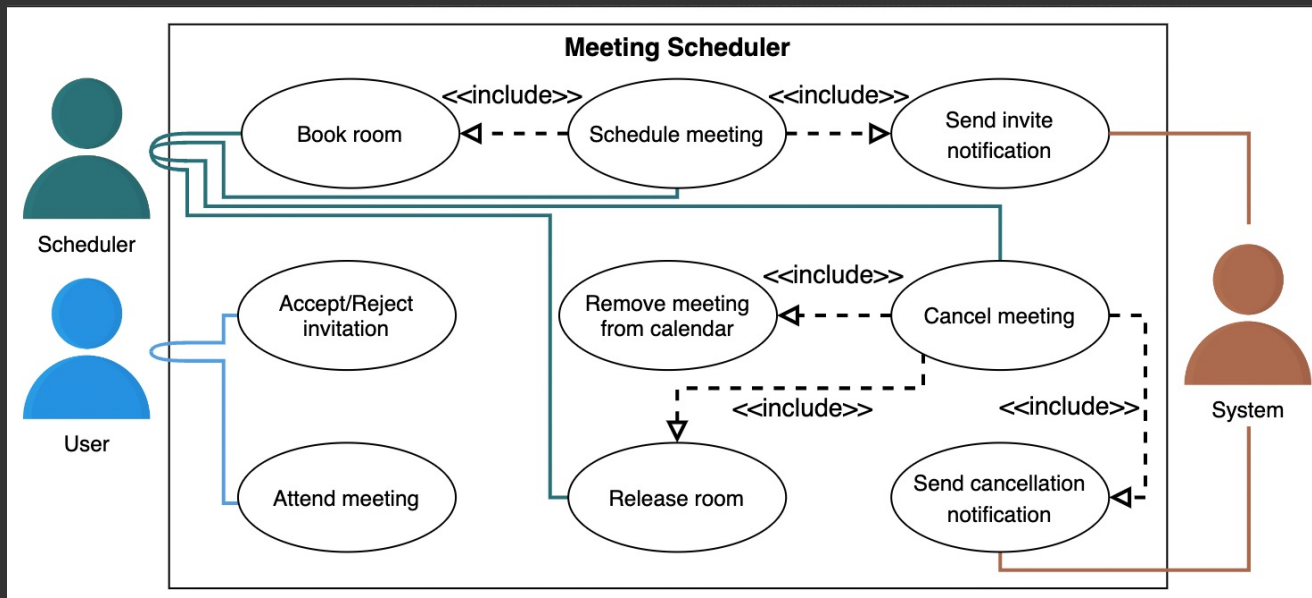 Meeting Scheduler
<<include>>
<<include>>
Book room
Schedule meeting
Send invite
notification
Scheduler
<<include>>
Accept/Reject
invitation
Remove meeting
from calendar
Cancel meeting
<<include>>
<<include>>
System
User
Attend meeting
Release room
Send cancellation
notification